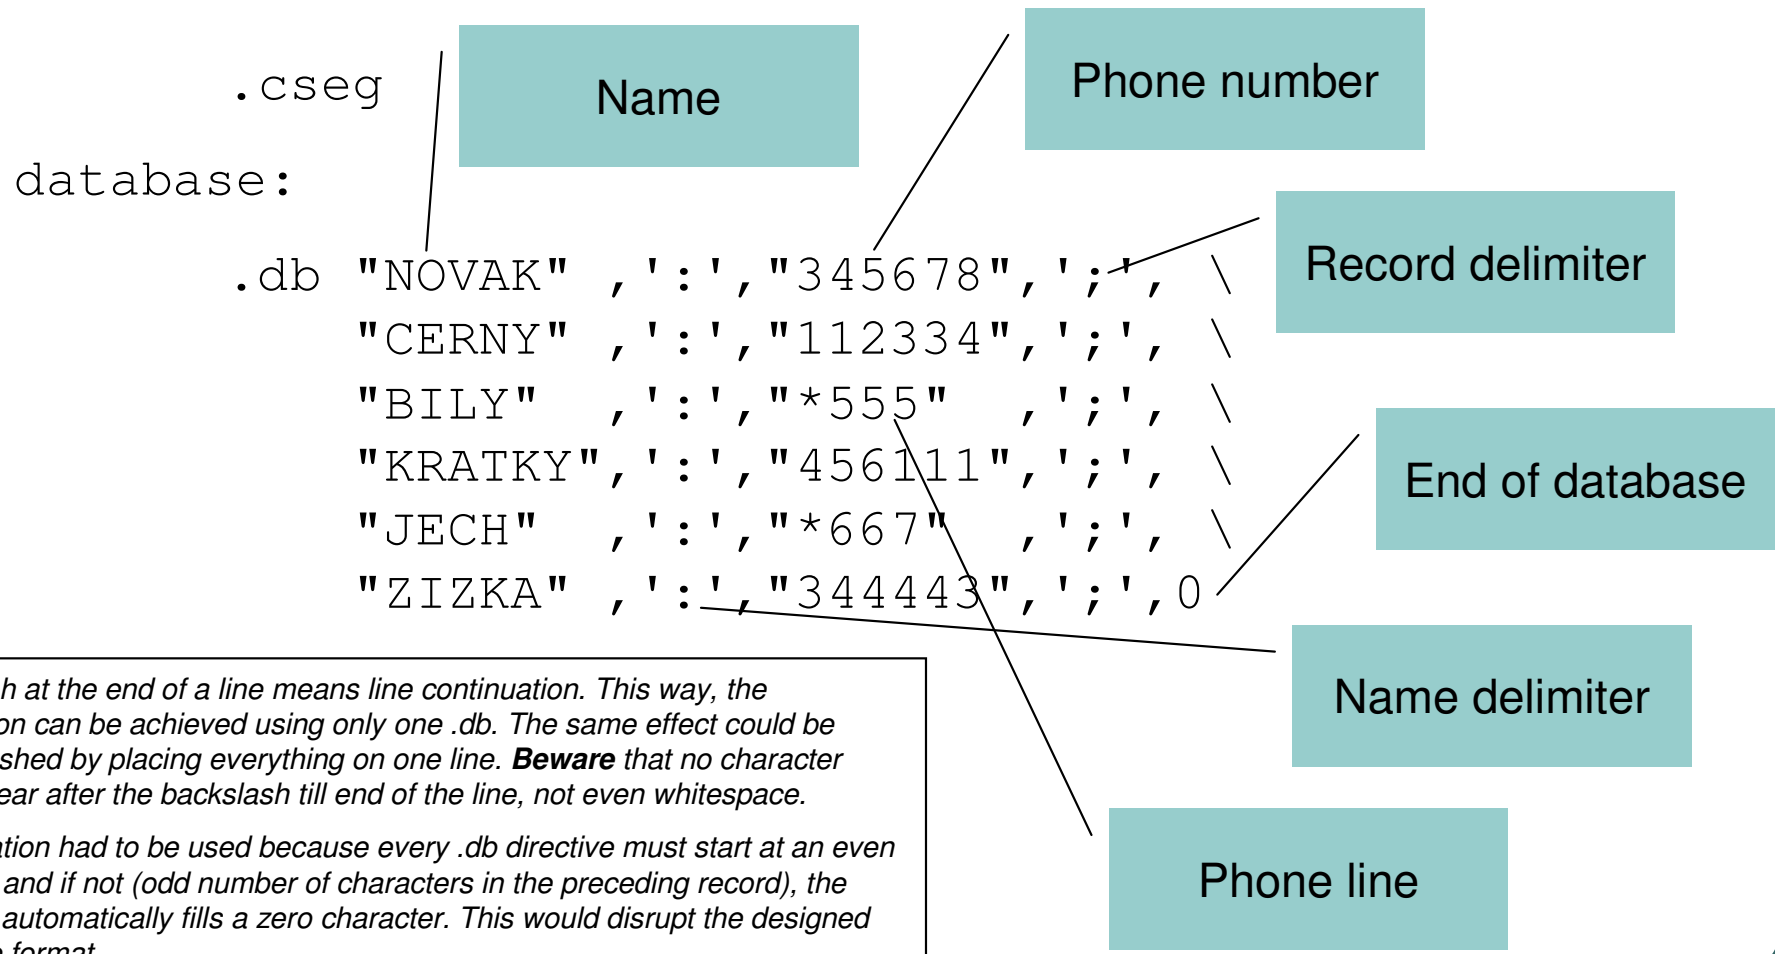 .cseg
Name
Phone number
database:
Record delimiter
.db "NOVAK" ,':',"345678",';', \
"CERNY" ,':',"112334",';', \
"BILY" ,':',"*555" ,';', \
"KRATKY",':',"456111",';', \
"JECH" ,':',"*667" ,';', \
"ZIZKA" ,':',"344443",';',0
End of database
Name delimiter
Phone line
at the end of a line means line continuation. This way, the
can be achieved using only one .db. The same effect could be
by placing everything on one line. Beware that no character
after the backslash till end of the line, not even whitespace.
had to be used because every .db directive must start at an even
and if not (odd number of characters in the preceding record), the
automatically fills a zero character. This would disrupt the designed
format